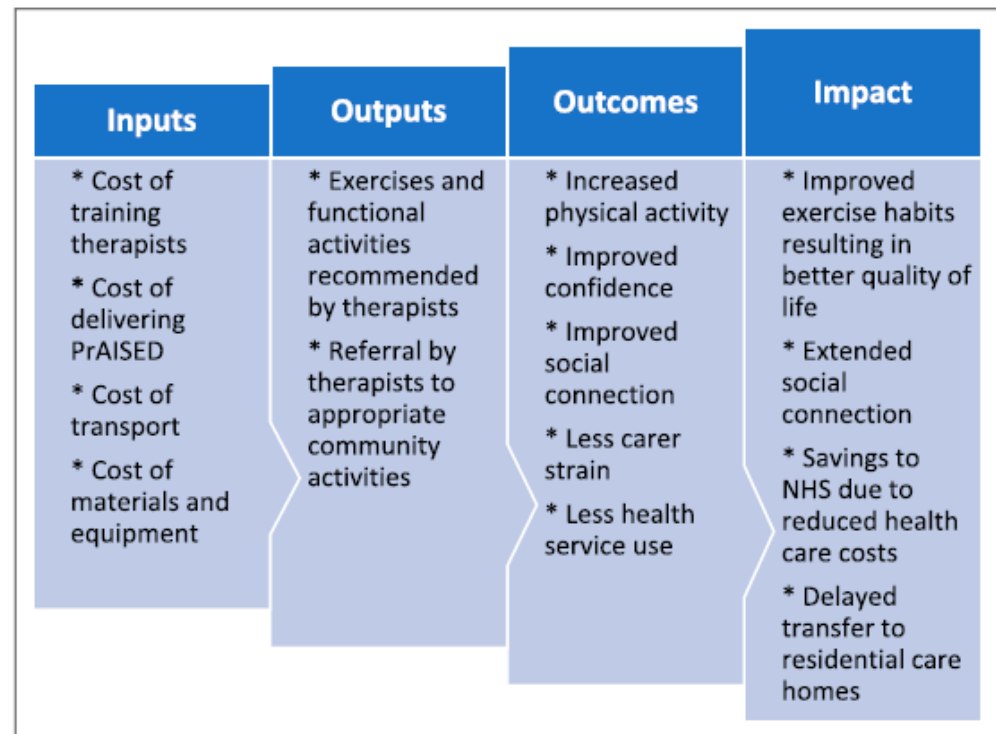 Inputs
* Cost of
training
therapists
* Cost of
delivering
PrAISED
* Cost of
transport
* Cost of
materials and
equipment
Outputs
* Exercises and
functional
activities
recommended
by therapists
* Referral by
therapists to
appropriate
community
activities
Outcomes
* Increased
physical activity
* Improved
confidence
* Improved
social
connection
* Less carer
strain
* Less health
service use
Impact
* Improved
exercise habits
resulting in
better quality of
life
* Extended
social
connection
* Savings to
NHS due to
reduced health
care costs
* Delayed
transfer to
residential care
homes